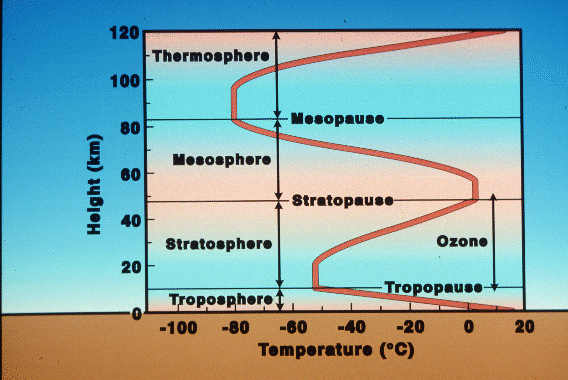 120
Thermosphere
100
Mesopause
80
Mesosphere
60
Stratopause
40
Ozone
Stratosphere
20
Tropopause
Troposphere
0
Height (km)
-100 -80 -60 -40 -20 0 20
Temperature (°C)